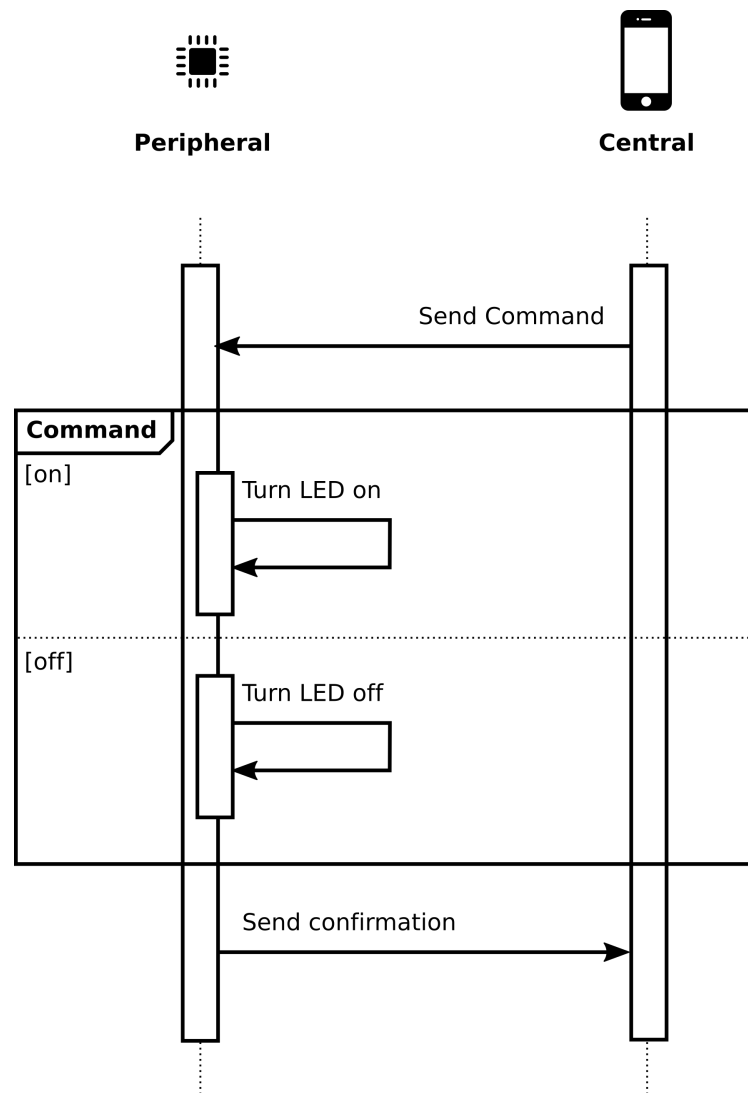 Peripheral
Central
Send Command
Command
[on]
Turn LED on
[off]
Turn LED off
Send confirmation